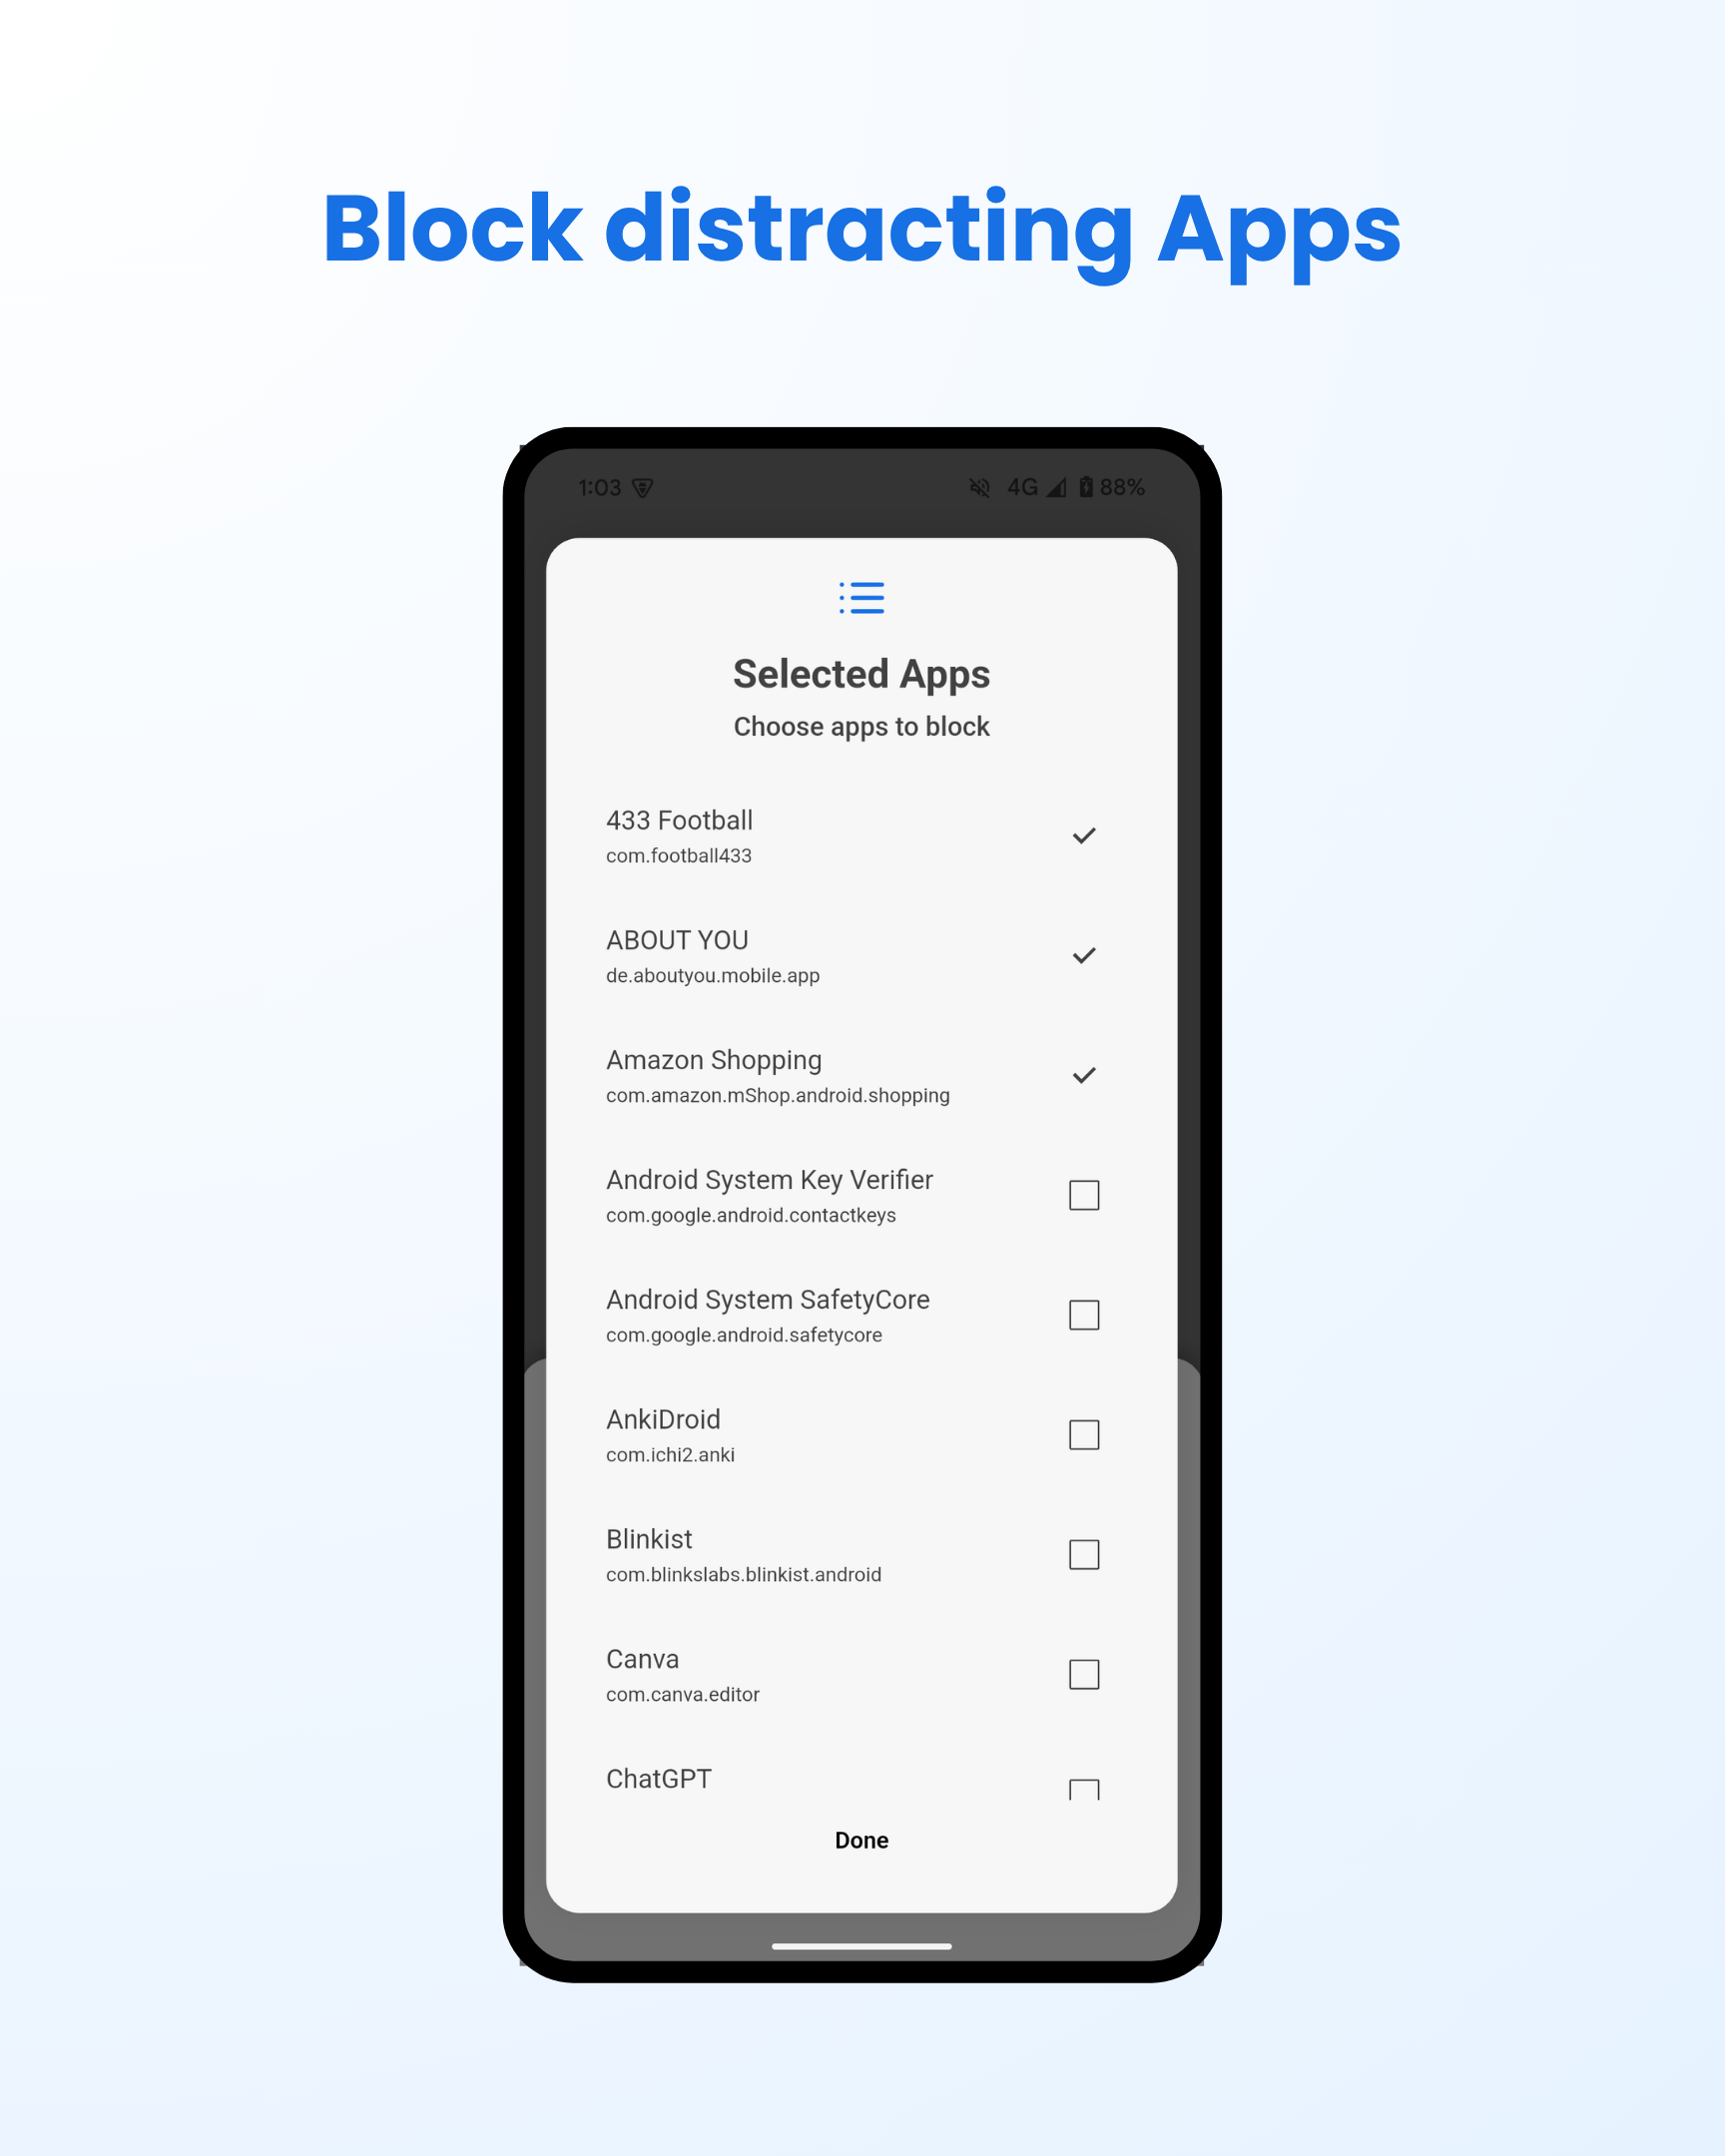 Block distracting Apps
1:03 4G 88%
Selected Apps
Choose apps to block
433 Football
com.football433
ABOUT YOU
de.aboutyou.mobile.app
Amazon Shopping
com.amazon.mShop.android.shopping
Android System Key Verifier
com.google.android.contactkeys
Android System SafetyCore
com.google.android.safetycore
AnkiDroid
com.ichi2.anki
Blinkist
com.blinkslabs.blinkist.android
Canva
com.canva.editor
ChatGPT
Done